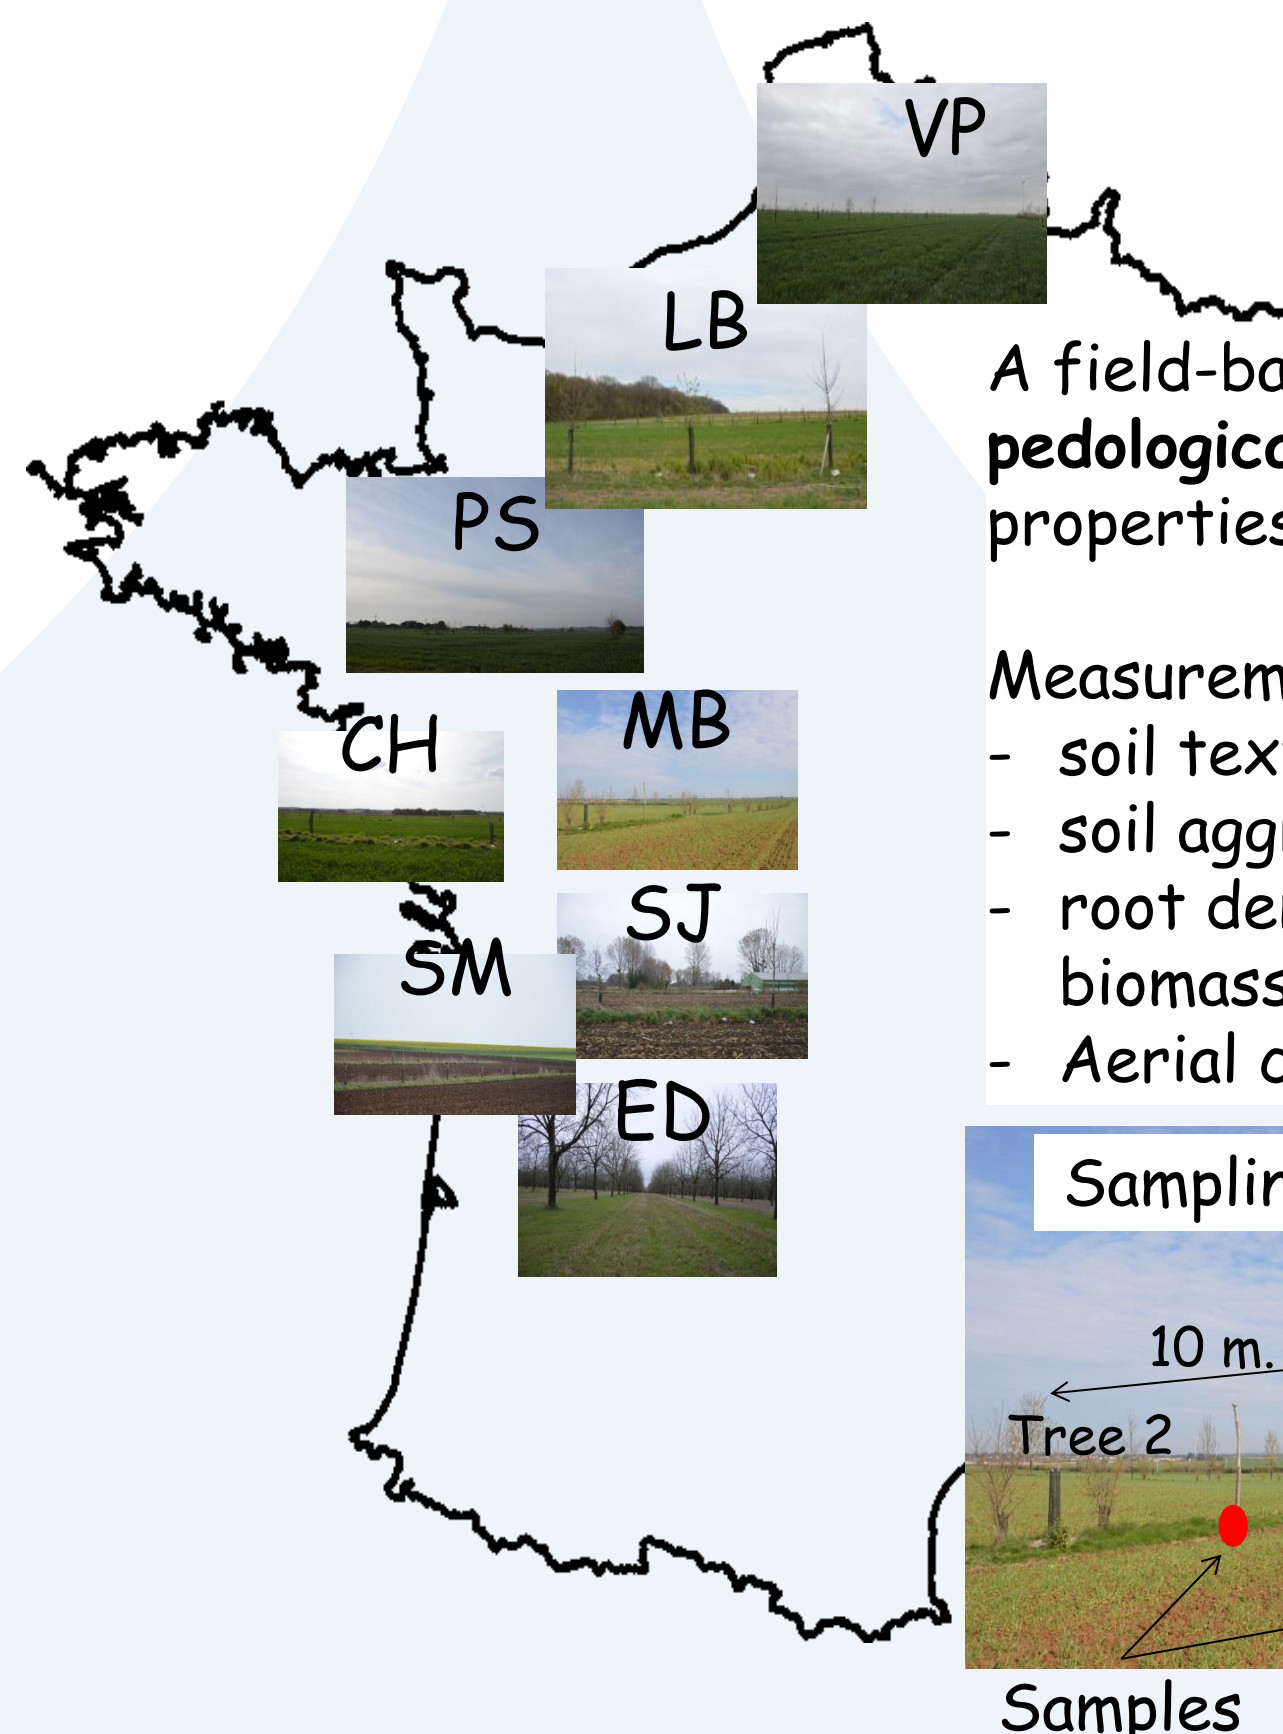 VP
LB
PS
CH
MB
SJ
SM
ED
A field-ba
pedologica
properties
Measurem
- soil tex
- soil agg
- root de
biomass
- Aerial c
Samplin
10 m.
Tree 2
Samples